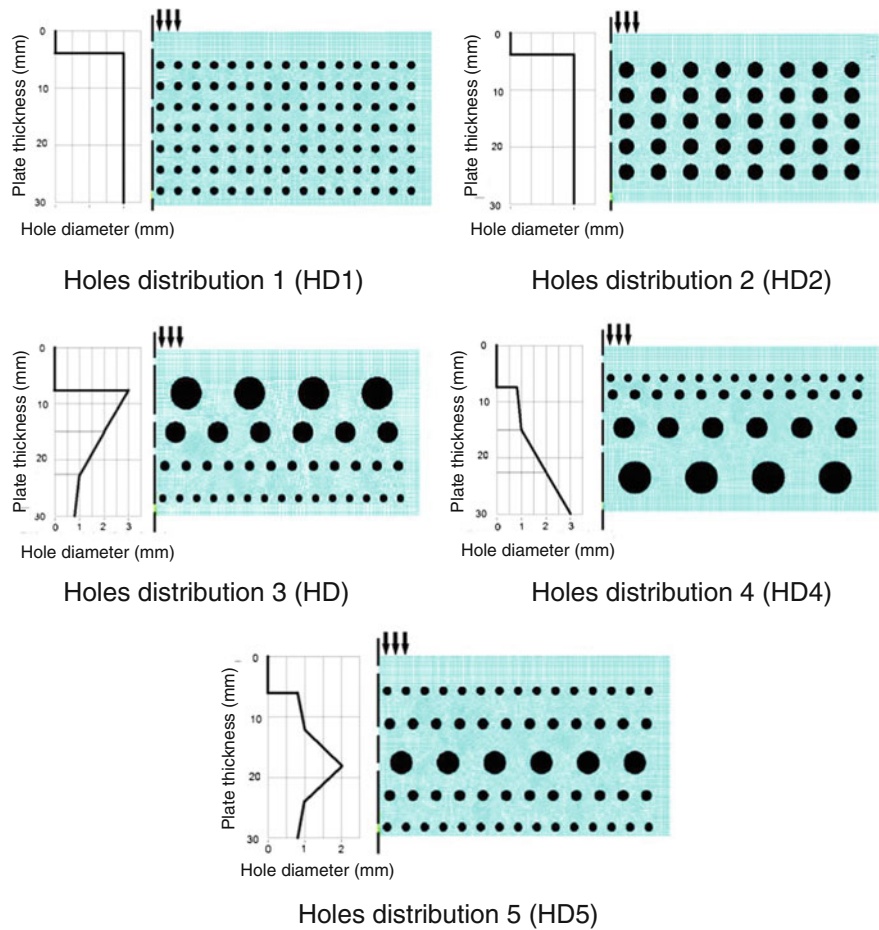 Plate thickness (mm)
0
10
20
30
Hole diameter (mm)
Holes distribution 1 (HD1)
Plate thickness (mm)
0
10
20
30
Hole diameter (mm)
Holes distribution 2 (HD2)
Plate thickness (mm)
0
10
20
30
0 1 2 3
Hole diameter (mm)
Holes distribution 3 (HD)
Plate thickness (mm)
0
10
20
30
0 1 2 3
Hole diameter (mm)
Holes distribution 4 (HD4)
Plate thickness (mm)
0
10
20
30
0 1 2
Hole diameter (mm)
Holes distribution 5 (HD5)